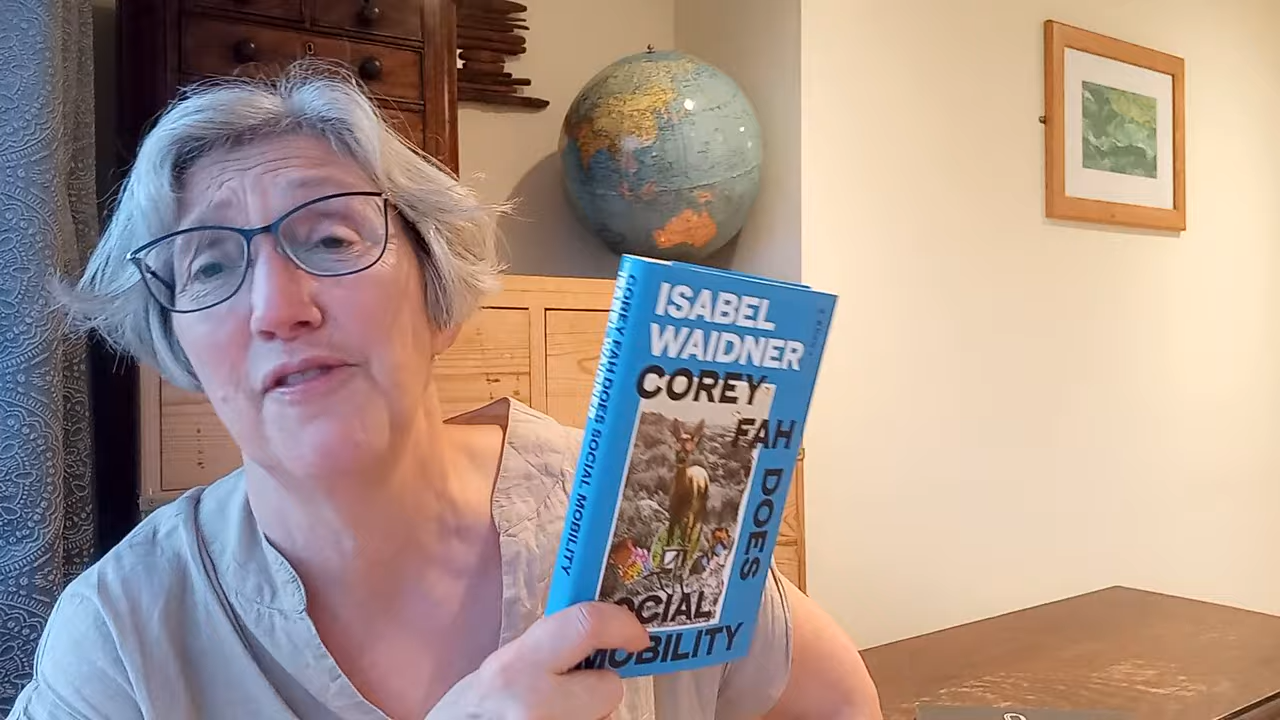 ISABEL
WAIDNER
COREY
FAH
DOES
SOCIAL
MOBILITY
COREY FAH DOES SOCIAL MOBILITY